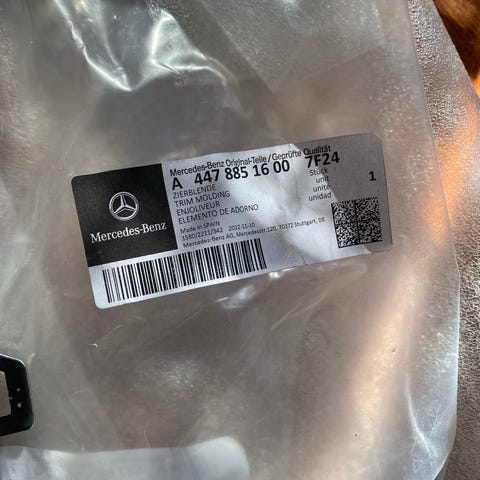 Mercedes-Benz Original-Teile/Geprüfte Qualität
A 447 885 16 00 7F24
ZIERBLENDE
TRIM MOLDING
ENJOLIVEUR
ELEMENTO DE ADORNO
Stück
unit
unité
unidad
1
Made in SPAIN
1580/2211/342 2022-11-10
Mercedes-Benz AG, Mercedesstr.120, 70372 Stuttgart, DE
Mercedes-Benz